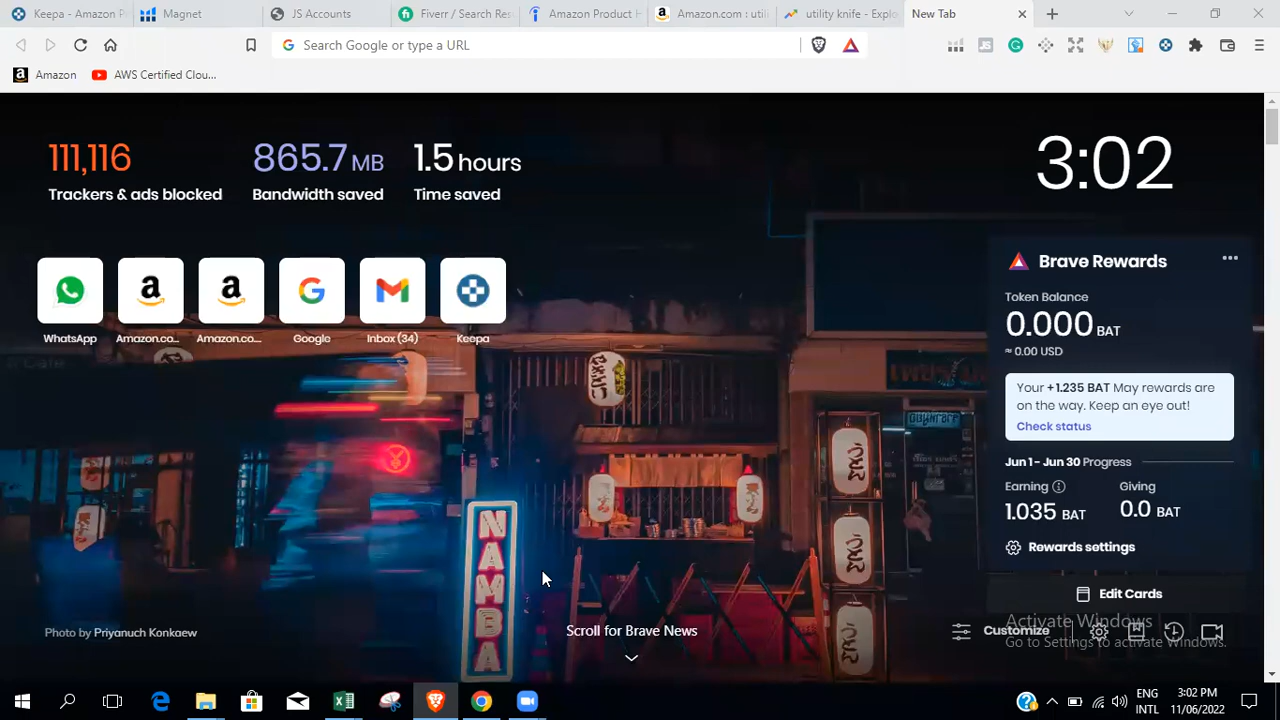 Keepa - Amazon P
Magnet
JS Accounts
Fiverr / Search Res
Amazon Product H
Amazon.com : utili
utility knife - Explo
New Tab
Search Google or type a URL
Amazon
AWS Certified Clou...
111,116
Trackers & ads blocked
865.7 MB
Bandwidth saved
1.5 hours
Time saved
3:02
WhatsApp
Amazon.co...
Amazon.co....
Google
Inbox (34)
Keepa
Brave Rewards
Token Balance
0.000 BAT
≈ 0.00 USD
Your +1.235 BAT May rewards are
on the way. Keep an eye out!
Check status
Jun 1 - Jun 30 Progress
Earning
Giving
1.035 BAT
0.0 BAT
Rewards settings
Edit Cards
NAMBA
Photo by Priyanuch Konkaew
Scroll for Brave News
Customize
Activate Windows
Go to Settings to activate Windows.
ENG
INTL
3:02 PM
11/06/2022